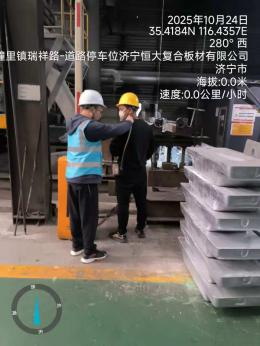 2025年10月24日
35.4184N 116.4357E
280° 西
疃里镇瑞祥路-道路停车位济宁恒大复合板材有限公司
济宁市
海拔:0.0米
速度:0.0公里/小时